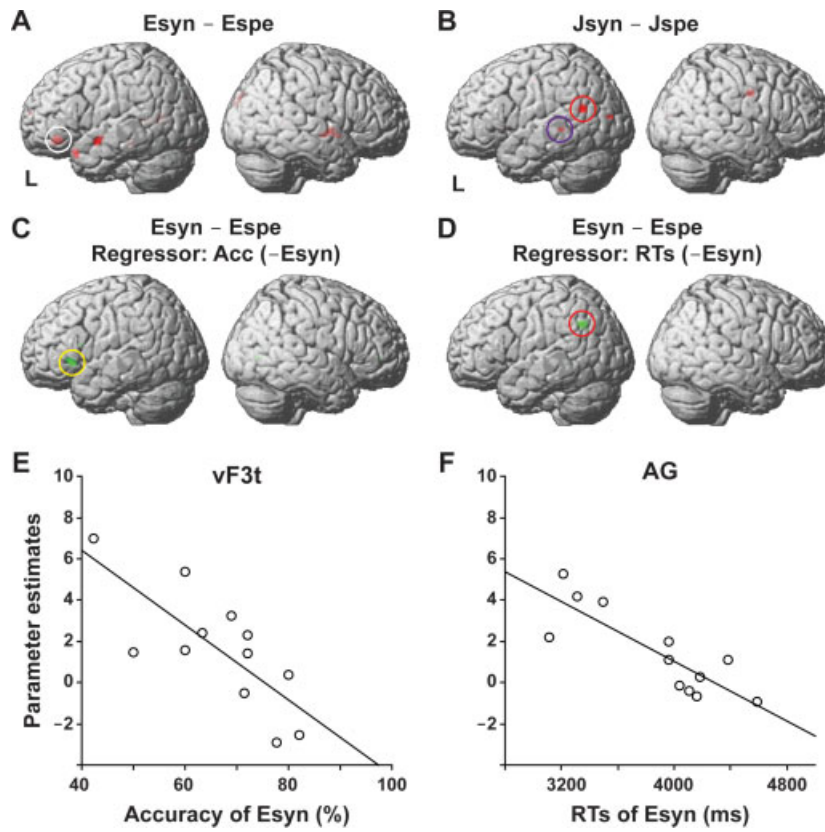 A
Esyn – Espe
B
Jsyn – Jspe
L
L
C
Esyn – Espe
Regressor: Acc (–Esyn)
D
Esyn – Espe
Regressor: RTs (–Esyn)
E
vF3t
10
8
6
4
2
0
–2
Parameter estimates
40
60
80
100
Accuracy of Esyn (%)
F
AG
10
8
6
4
2
0
–2
3200
4000
4800
RTs of Esyn (ms)